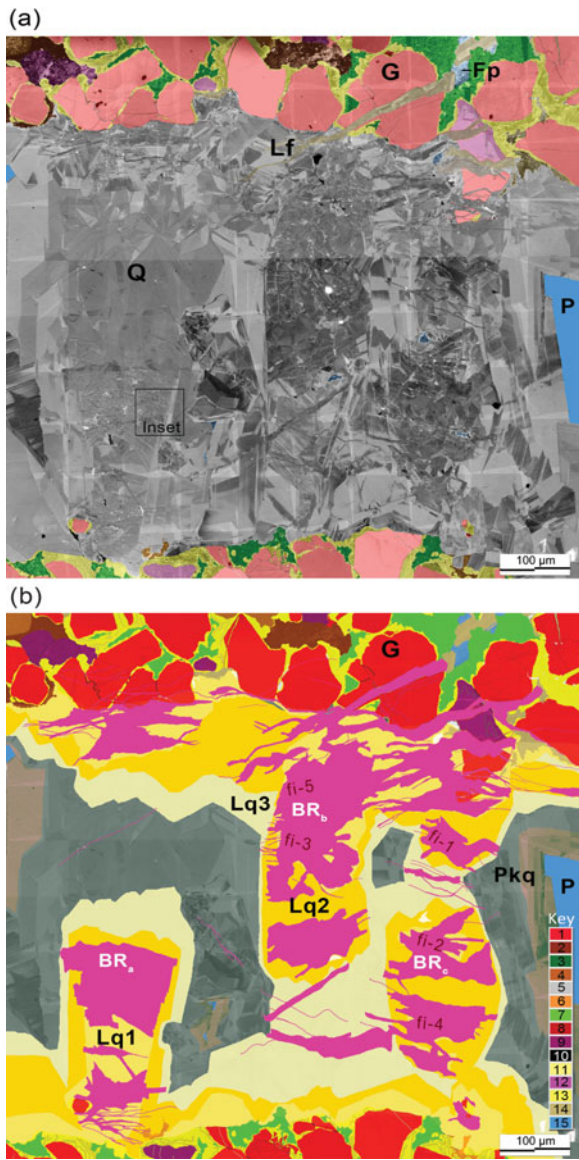 (a)
G
Fp
Lf
Q
P
Inset
100 µm
(b)
G
fi-5
Lq3
BRb
fi-3
fi-1
Pkq
P
Lq2
Key
BRa
fi-2
BRc
Lq1
fi-4
1
2
3
4
5
6
7
8
9
10
11
12
13
14
15
100 µm